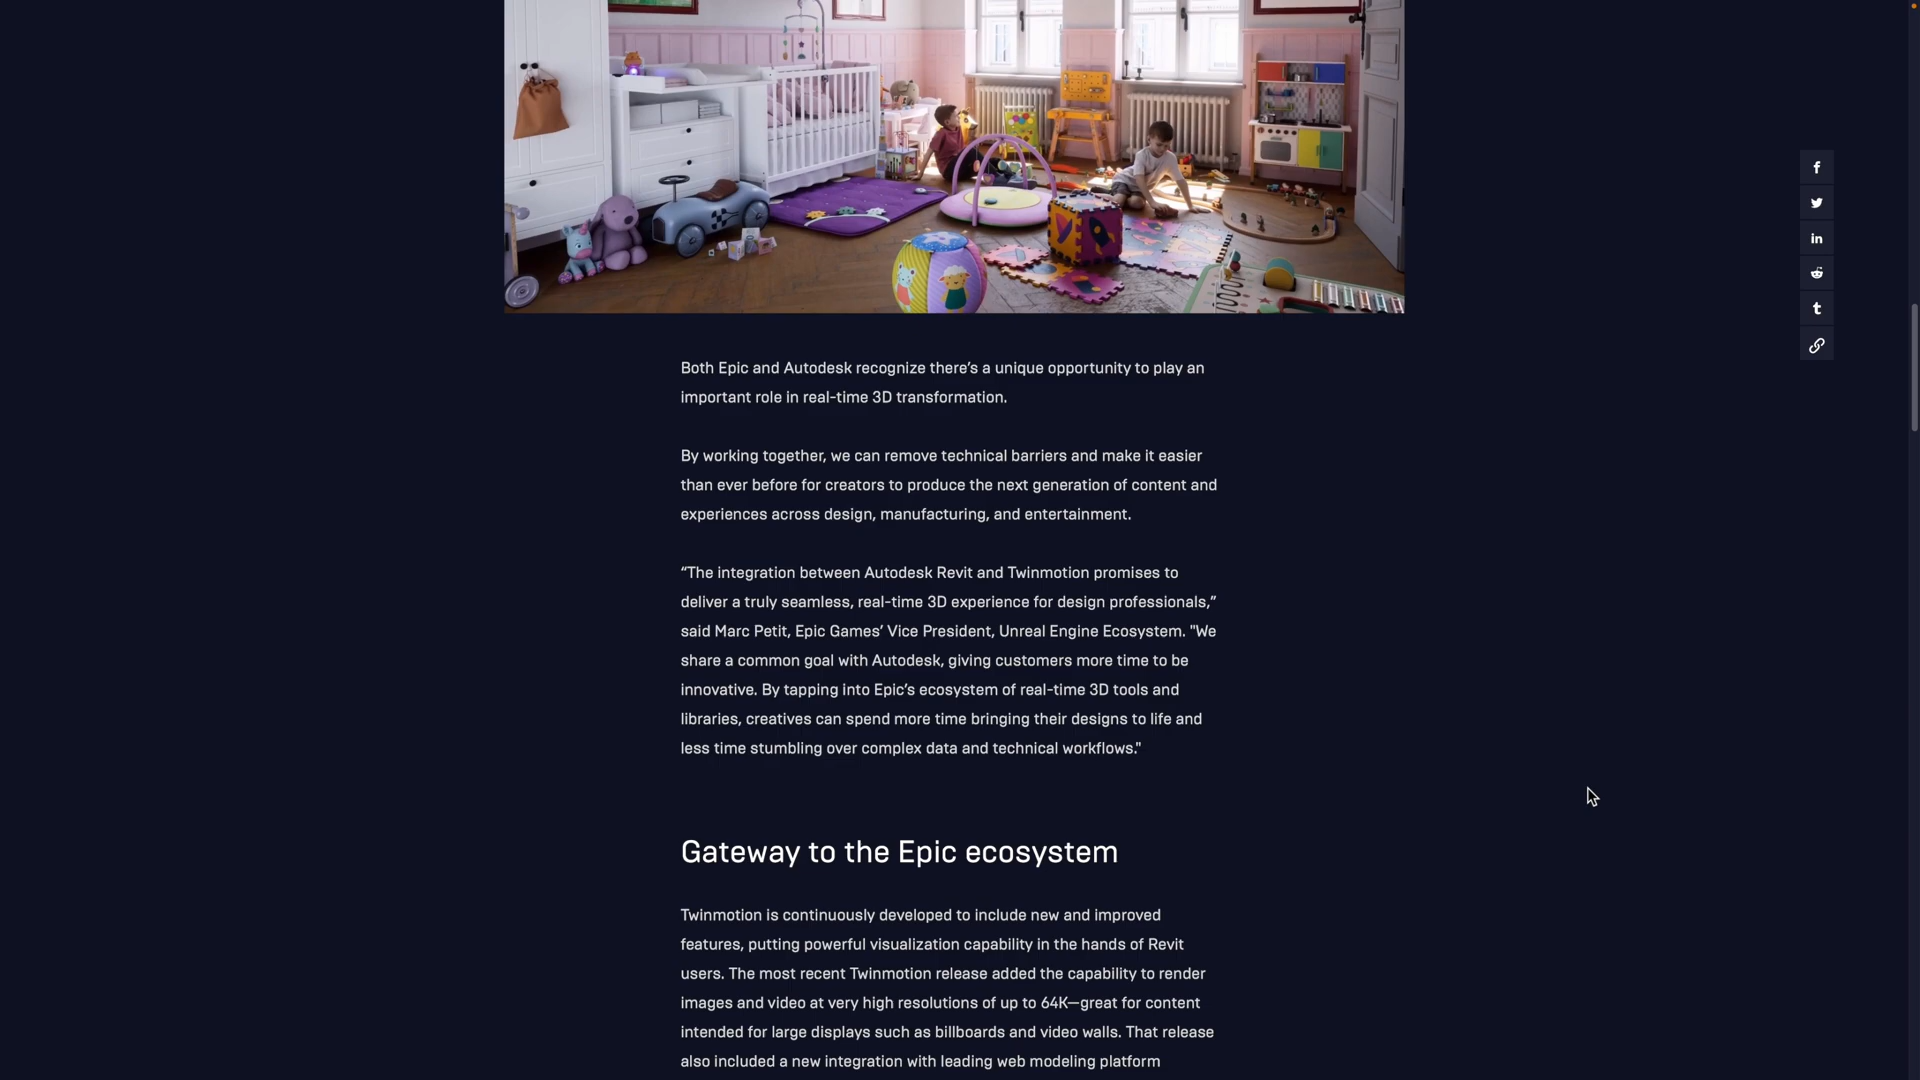 Both Epic and Autodesk recognize there’s a unique opportunity to play an
important role in real-time 3D transformation.
By working together, we can remove technical barriers and make it easier
than ever before for creators to produce the next generation of content and
experiences across design, manufacturing, and entertainment.
“The integration between Autodesk Revit and Twinmotion promises to
deliver a truly seamless, real-time 3D experience for design professionals,”
said Marc Petit, Epic Games’ Vice President, Unreal Engine Ecosystem. "We
share a common goal with Autodesk, giving customers more time to be
innovative. By tapping into Epic’s ecosystem of real-time 3D tools and
libraries, creatives can spend more time bringing their designs to life and
less time stumbling over complex data and technical workflows."
Gateway to the Epic ecosystem
Twinmotion is continuously developed to include new and improved
features, putting powerful visualization capability in the hands of Revit
users. The most recent Twinmotion release added the capability to render
images and video at very high resolutions of up to 64K—great for content
intended for large displays such as billboards and video walls. That release
also included a new integration with leading web modeling platform